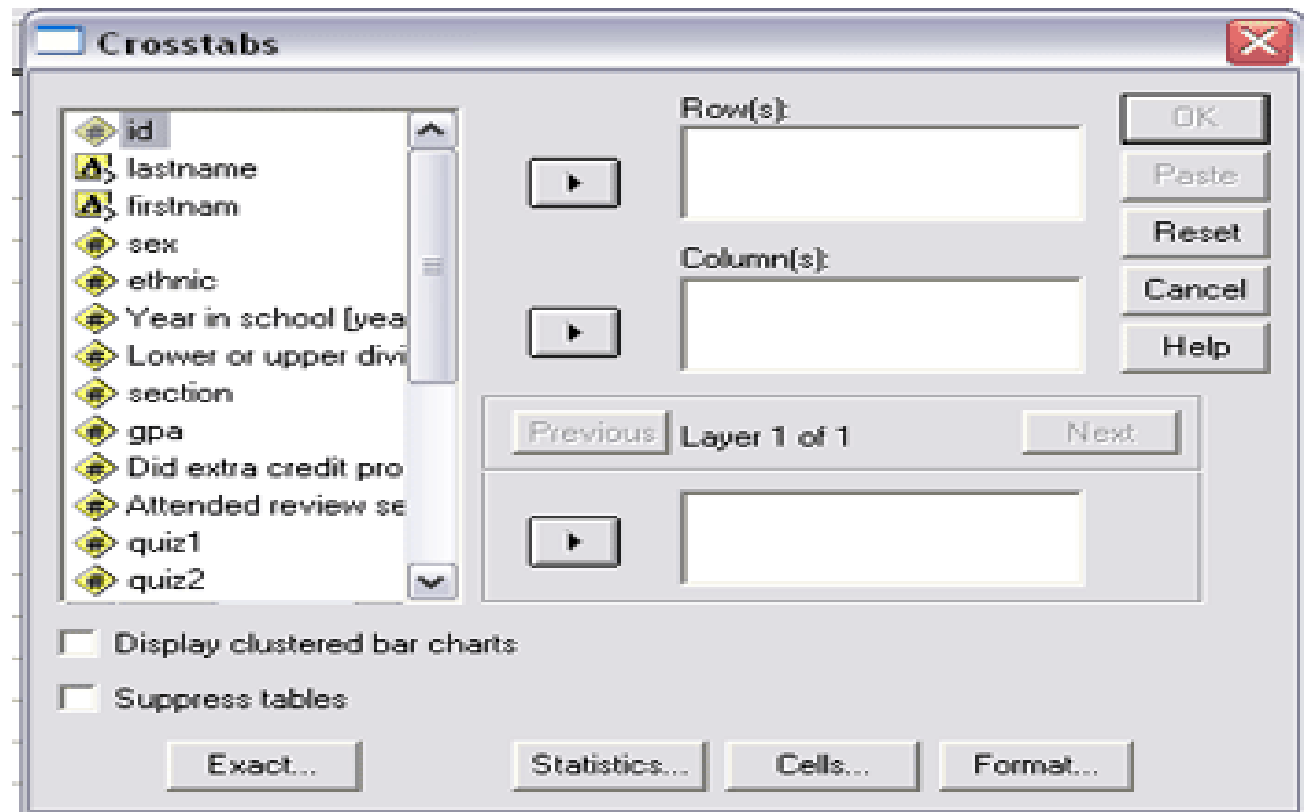 Crosstabs
id
lastname
firstnam
sex
ethnic
Year in school [yea
Lower or upper divi
section
gpa
Did extra credit pro
Attended review se
quiz1
quiz2
Row(s):
Column(s):
Previous
Layer 1 of 1
Next
OK
Paste
Reset
Cancel
Help
Display clustered bar charts
Suppress tables
Exact...
Statistics...
Cells...
Format...